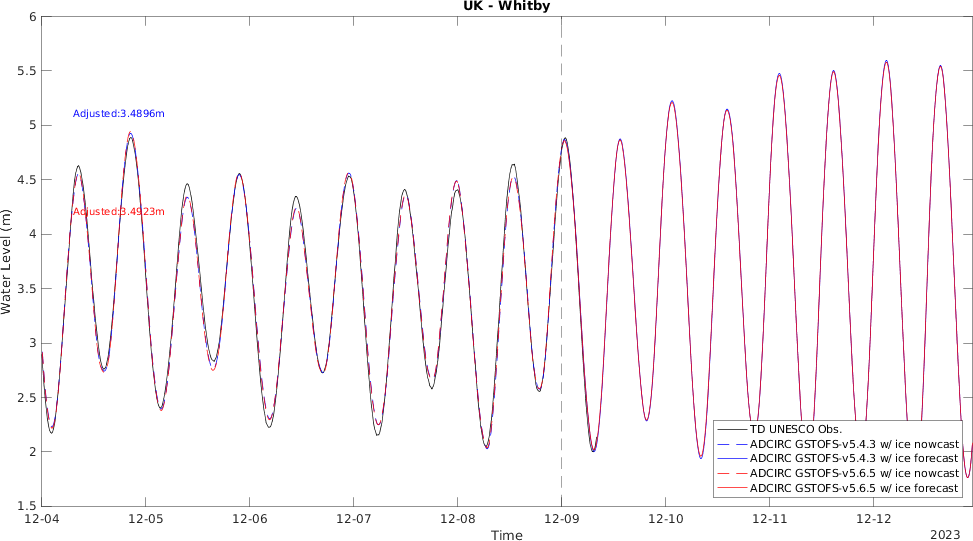 UK - Whitby
6
5.5
5
4.5
4
3.5
3
2.5
2
1.5
Water Level (m)
Adjusted:3.4896m
Adjusted:3.4923m
TD UNESCO Obs.
ADCIRC GSTOFS-v5.4.3 w/ ice nowcast
ADCIRC GSTOFS-v5.4.3 w/ ice forecast
ADCIRC GSTOFS-v5.6.5 w/ ice nowcast
ADCIRC GSTOFS-v5.6.5 w/ ice forecast
12-04 12-05 12-06 12-07 12-08 12-09 12-10 12-11 12-12
Time
2023